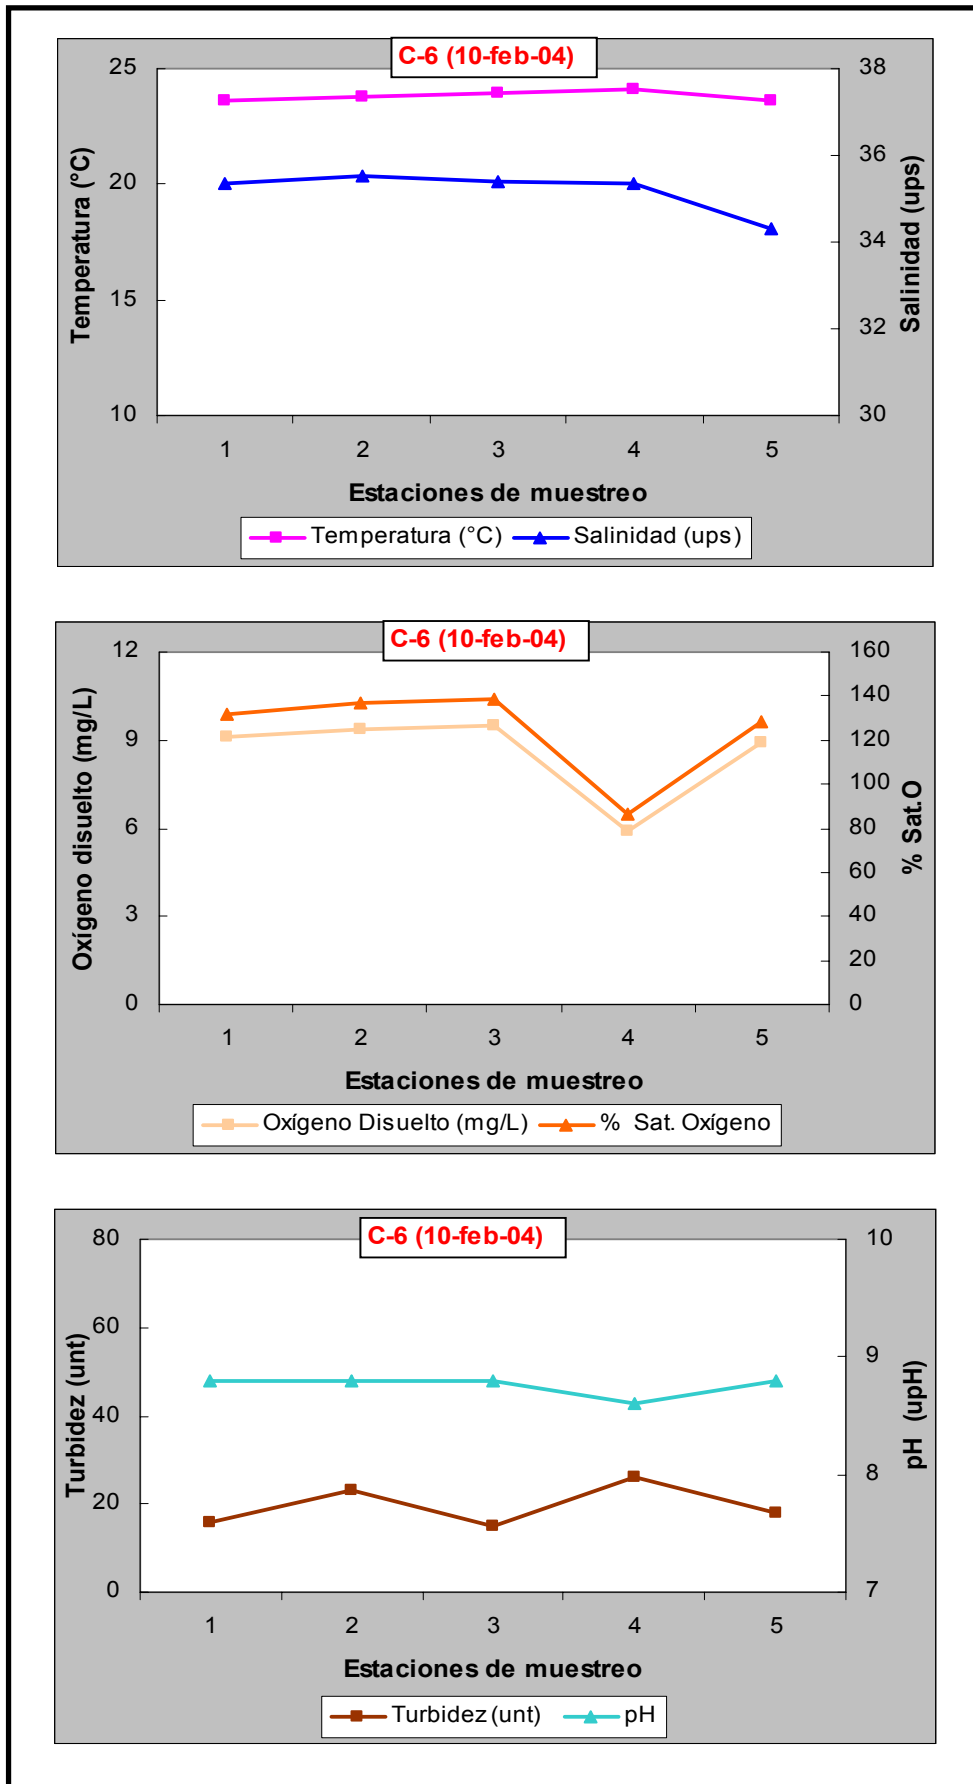 C-6 (10-feb-04)
25
20
15
10
Temperatura (°C)
38
36
34
32
30
Salinidad (ups)
1 2 3 4 5
Estaciones de muestreo
Temperatura (°C) Salinidad (ups)
C-6 (10-feb-04)
12
9
6
3
0
Oxígeno disuelto (mg/L)
160
140
120
100
80
60
40
20
0
% Sat.O
1 2 3 4 5
Estaciones de muestreo
Oxígeno Disuelto (mg/L) % Sat. Oxígeno
C-6 (10-feb-04)
80
60
40
20
0
Turbidez (unt)
10
9
8
7
pH (upH)
1 2 3 4 5
Estaciones de muestreo
Turbidez (unt) pH